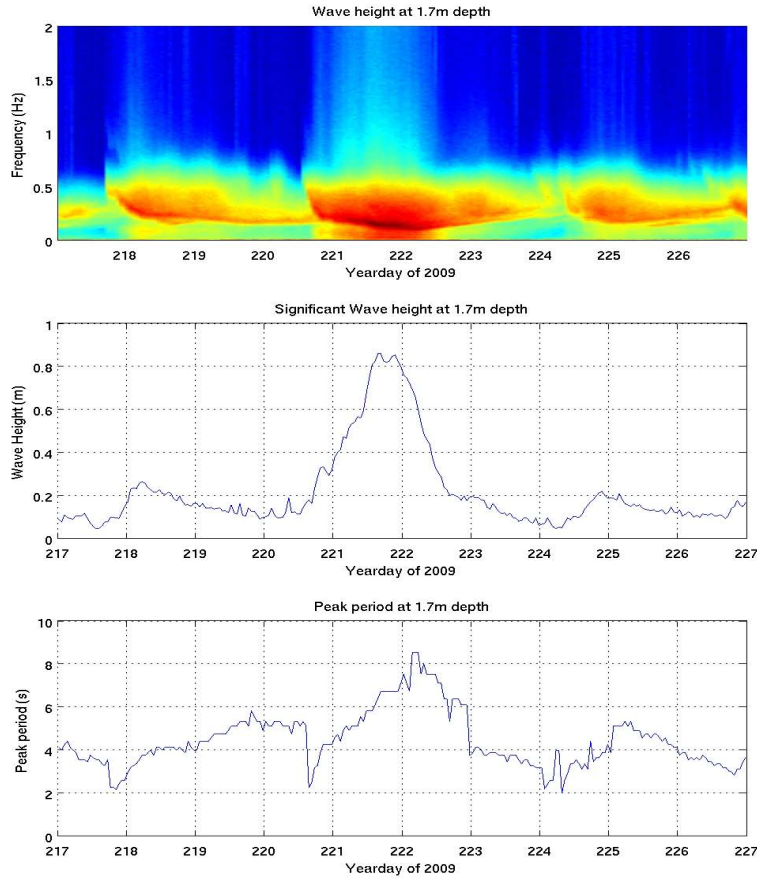 Wave height at 1.7m depth
2
1.5
1
0.5
0
Frequency (Hz)
218 219 220 221 222 223 224 225 226
Yearday of 2009
Significant Wave height at 1.7m depth
1
0.8
0.6
0.4
0.2
0
Wave Height (m)
217 218 219 220 221 222 223 224 225 226 227
Yearday of 2009
Peak period at 1.7m depth
10
8
6
4
2
0
Peak period (s)
217 218 219 220 221 222 223 224 225 226 227
Yearday of 2009